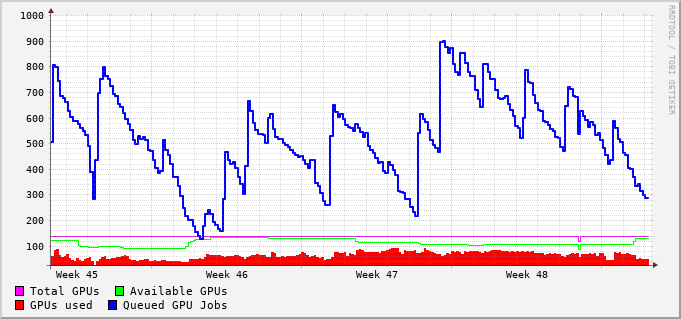 1000
900
800
700
600
500
400
300
200
100
Week 45 Week 46 Week 47 Week 48
Total GPUs Available GPUs
GPUs used Queued GPU Jobs
RRDTOOL / TOBI OETIKER